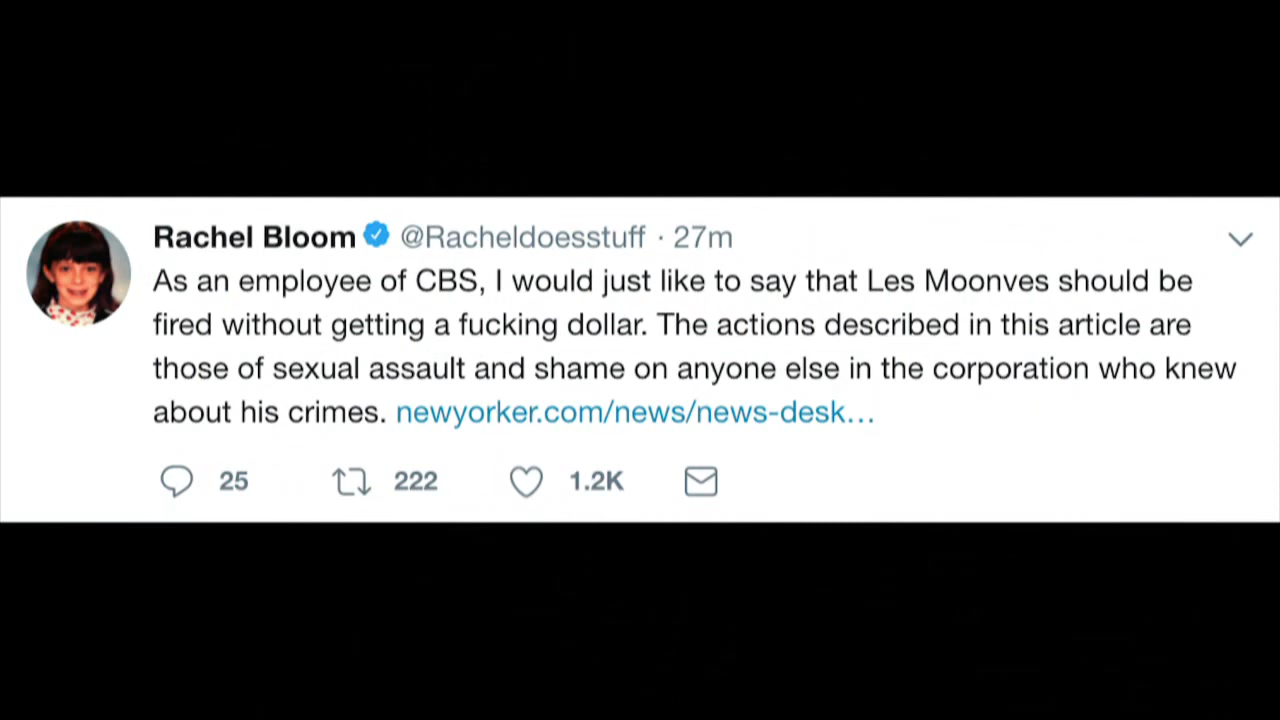 Rachel Bloom @Racheldoesstuff · 27m
As an employee of CBS, I would just like to say that Les Moonves should be
fired without getting a fucking dollar. The actions described in this article are
those of sexual assault and shame on anyone else in the corporation who knew
about his crimes. newyorker.com/news/news-desk…
25 222 1.2K